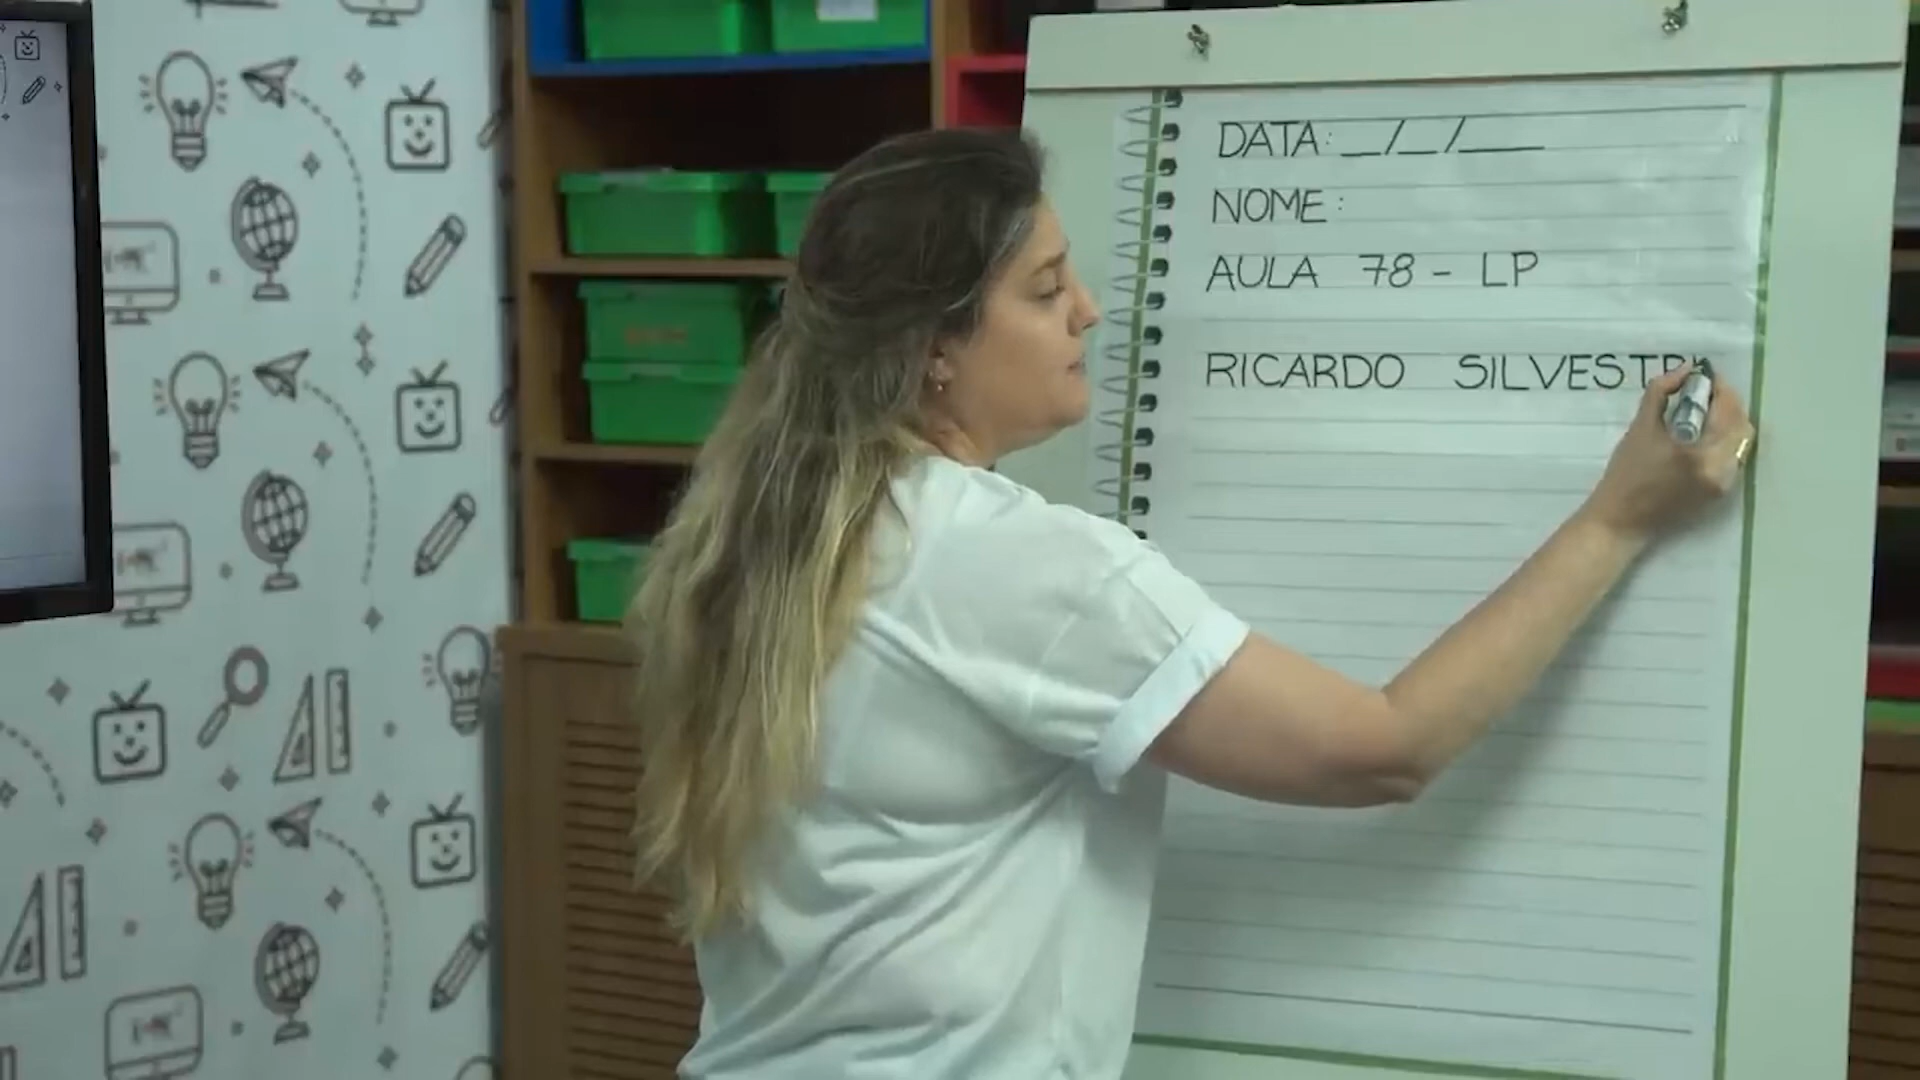 DATA: __/__/____
NOME:
AULA 78 - LP
RICARDO SILVESTR